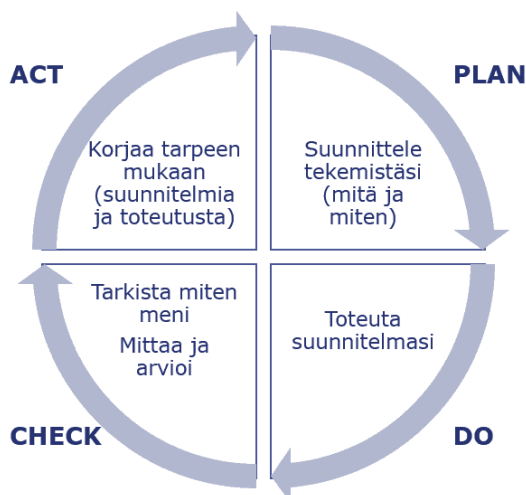 ACT
PLAN
Korjaa tarpeen
mukaan
(suunnitelmia
ja toteutusta)
Suunnittele
tekemistäsi
(mitä ja
miten)
Tarkista miten
meni
Mittaa ja
arvioi
Toteuta
suunnitelmasi
CHECK
DO